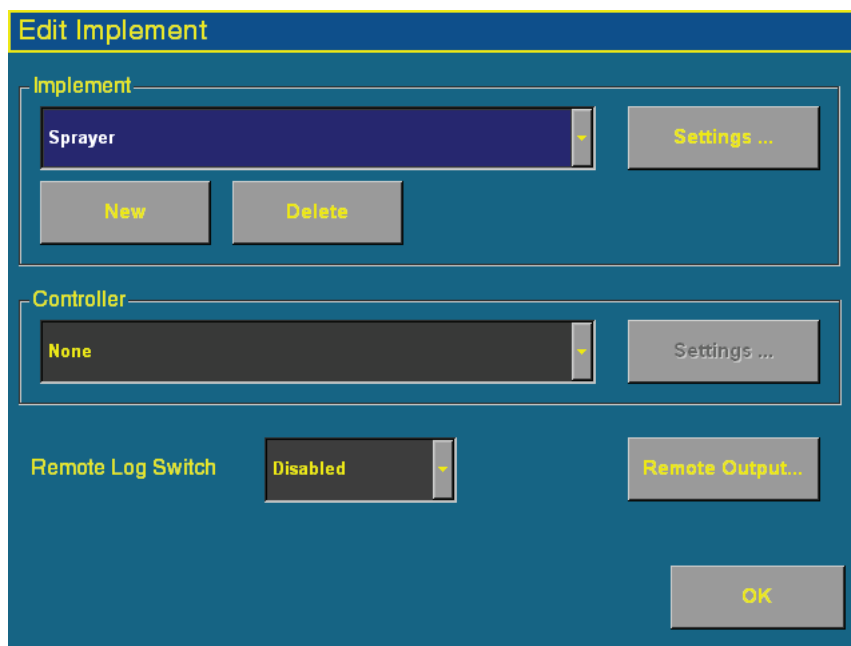 Edit Implement
Implement
Sprayer
Settings ...
New
Delete
Controller
None
Settings ...
Remote Log Switch
Disabled
Remote Output...
OK